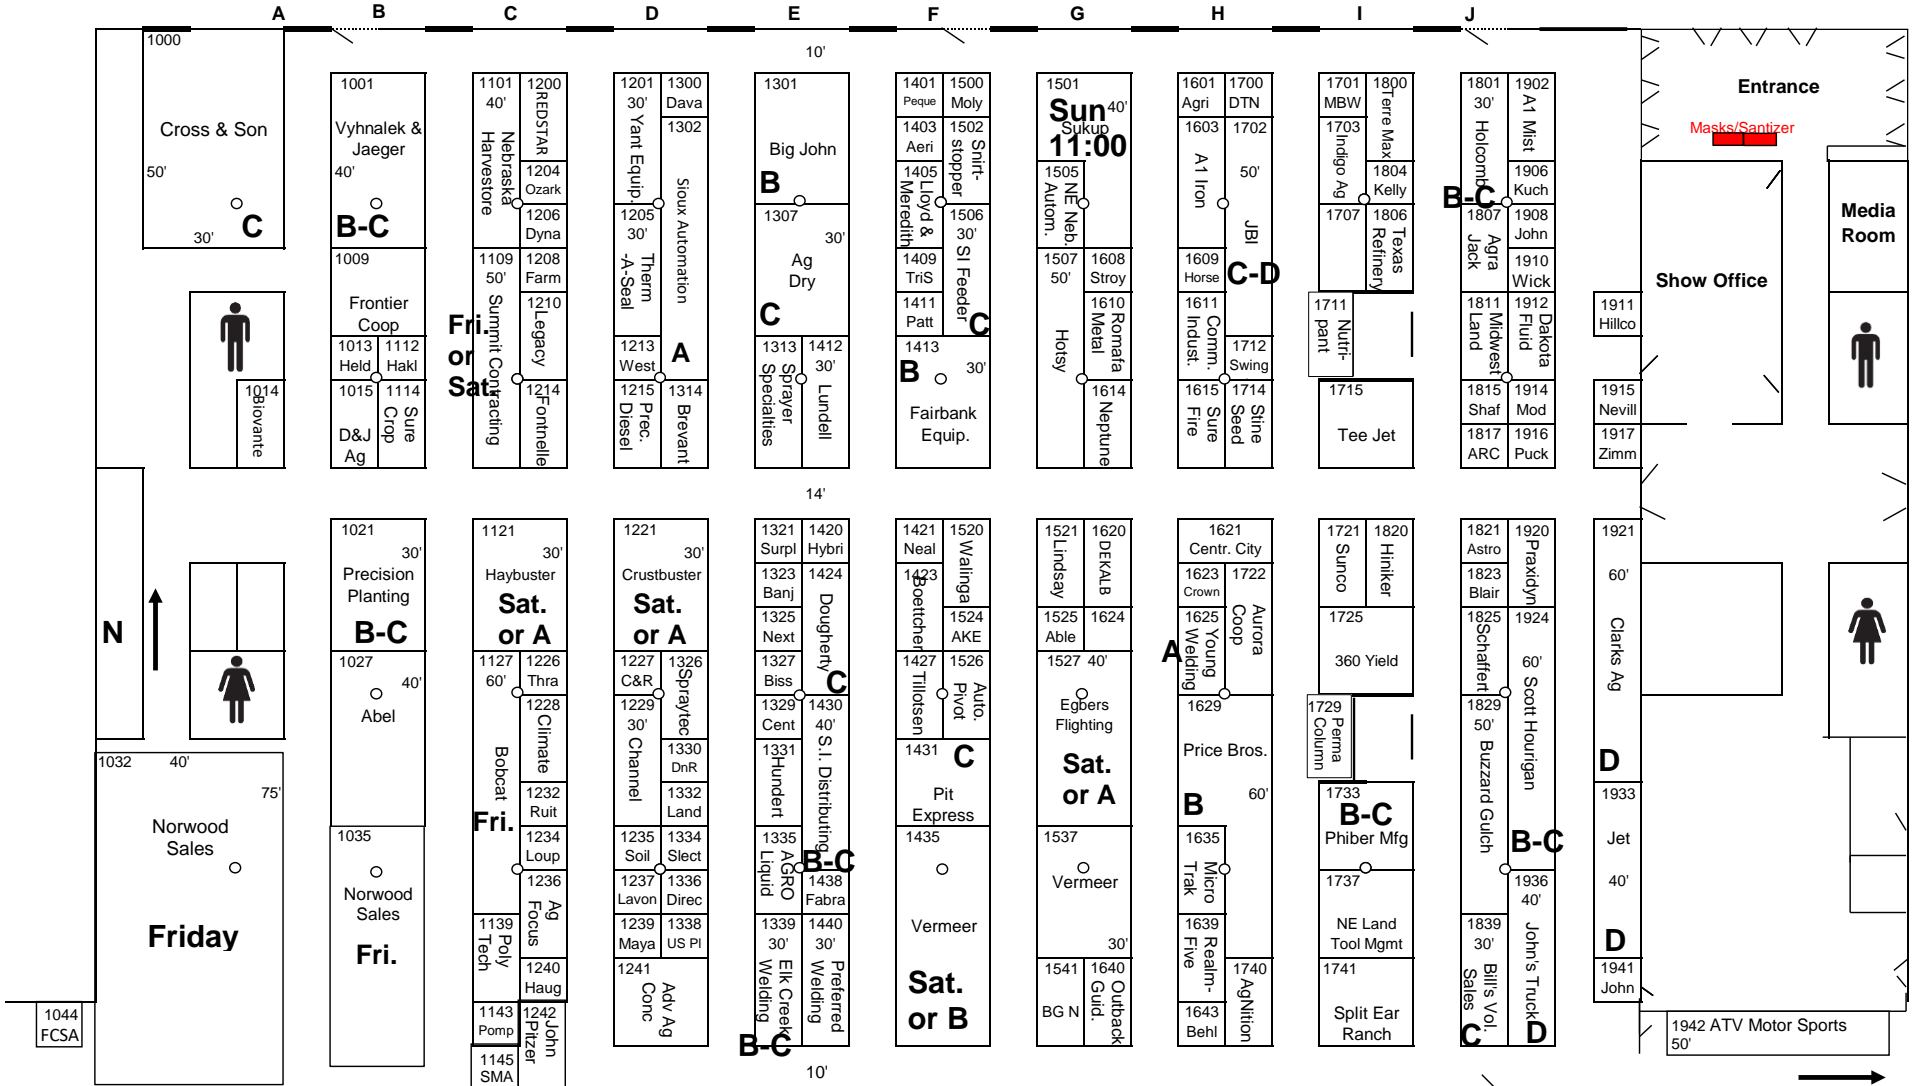 A B C D E F G H I J
10'
1000
Cross & Son
50'
30'
C
1001
Vyhnalek &
Jaeger
40'
B-C
1009
Frontier
Coop
1013
Held
1112
Hakl
1014
Biovante
1015
D&J
Ag
1114
Sure
Crop
1101
40'
Nebraska
Harvestore
1200
REDSTAR
1204
Ozark
1206
Dyna
1109
50'
Summit Contracting
Fri.
or
Sat.
1208
Farm
1210
Legacy
1214
Fontnelle
1201
30'
Yant Equip.
1300
Dava
1302
Sioux Automation
A
1205
30'
Therm
-A-Seal
1213
West
1215
Prec.
Diesel
1314
Brevant
1301
Big John
B
1307
30'
Ag
Dry
C
1313
Sprayer
Specialties
1412
30'
Lundell
1401
Peque
1500
Moly
1403
Aeri
1502
Snirt-
stopper
1405
Lloyd &
Meredith
1506
30'
SI Feeder
C
1409
TriS
1411
Patt
1413
B
30'
Fairbank
Equip.
1501
Sun
40'
Sukup
11:00
1505
NE Neb.
Autom.
1507
50'
Hotsy
1608
Stroy
1610
Romafa
Metal
1614
Neptune
1601
Agri
1700
DTN
1603
A1 Iron
1702
50'
JBI
C-D
1609
Horse
1611
Comm.
Indust.
1712
Swing
1615
Sure
Fire
1714
Stine
Seed
1701
MBW
1800
Terre Max
1703
Indigo Ag
1804
Kelly
1707
1806
Texas
Refinery
1711
Nutri-
pant
1715
Tee Jet
1801
30'
Holcomb
B-C
1902
A1 Mist
1906
Kuch
1807
Agra
Jack
1908
John
1910
Wick
1811
Midwest
Land
1912
Dakota
Fluid
1815
Shaf
1914
Mod
1817
ARC
1916
Puck
1911
Hillco
1915
Nevill
1917
Zimm
Entrance
Masks/Santizer
Media
Room
Show Office
14'
N
1021
30'
Precision
Planting
B-C
1027
40'
Abel
1032
40'
75'
Norwood
Sales
Friday
1035
Norwood
Sales
Fri.
1044
FCSA
1121
30'
Haybuster
Sat.
or A
1127
60'
Bobcat
Fri.
1226
Thra
1228
Climate
1232
Ruit
1234
Loup
1236
Ag
Focus
1139
Poly
Tech
1240
Haug
1143
Pomp
1242
John
Pitzer
1145
SMA
1221
30'
Crustbuster
Sat.
or A
1227
C&R
1326
Spraytec
1229
30'
Channel
1330
DnR
1332
Land
1235
Soil
1334
Slect
1237
Lavon
1336
Direc
1239
Maya
1338
US Pl
1241
Adv Ag
Conc
1321
Surpl
1420
Hybri
1323
Banj
1424
Dougherty
C
1325
Next
1327
Biss
1329
Cent
1430
40'
S.I. Distributing
B-C
1331
Hundert
1335
AGRO
Liquid
1438
Fabra
1339
30'
Elk Creek
Welding
B-C
1440
30'
Preferred
Welding
1421
Neal
1520
Walinga
1423
Boettcher
1524
AKE
1427
Tillotsen
1526
Auto.
Pivot
1431
C
Pit
Express
1435
Vermeer
Sat.
or B
1521
Lindsay
1620
DEKALB
1525
Able
1624
1527 40'
Egbers
Flighting
Sat.
or A
1537
Vermeer
30'
1541
BG N
1640
Outback
Guid.
1621
Centr. City
1623
Crown
1722
Aurora
Coop
1625
Young
Welding
A
1629
Price Bros.
B
60'
1635
Micro
Trak
1639
Realm-
Five
1643
Behl
1740
AgNition
1721
Sunco
1820
Hiniker
1725
360 Yield
1729
Perma
Column
1733
B-C
Phiber Mfg
1737
NE Land
Tool Mgmt
1741
Split Ear
Ranch
1821
Astro
1920
Praxidyn
1823
Blair
1825
Schaffert
1924
60'
Scott Hourigan
B-C
1829
50'
Buzzard Gulch
1936
40'
John's Truck
D
1839
30'
Bill's Vol.
Sales
C
1921
60'
Clarks Ag
D
1933
Jet
40'
D
1941
John
1942 ATV Motor Sports
50'
10'